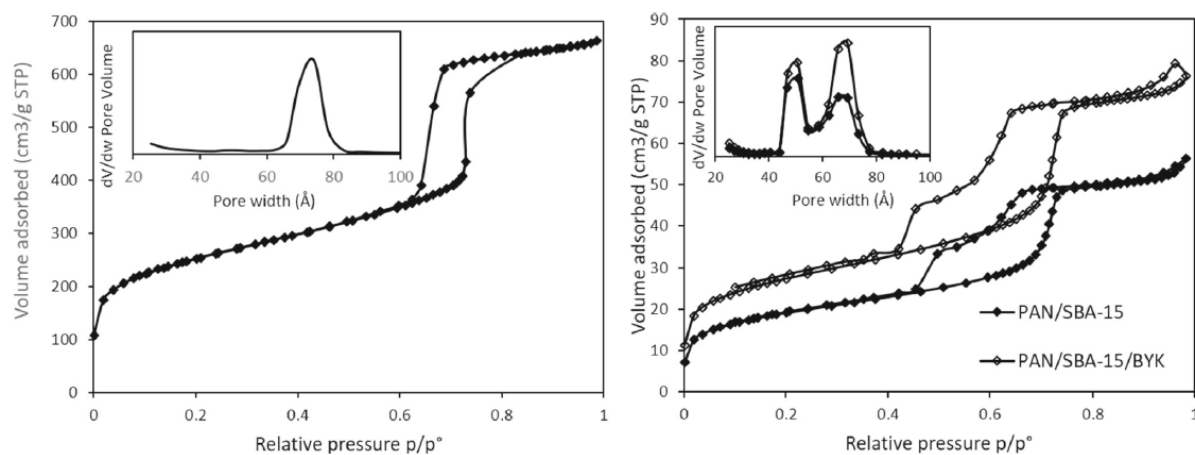 700
600
500
400
300
200
100
0
Volume adsorbed (cm3/g STP)
dV/dw Pore Volume
20 40 60 80 100
Pore width (Å)
0 0.2 0.4 0.6 0.8 1
Relative pressure p/p°
90
80
70
60
50
40
30
20
10
0
Volume adsorbed (cm3/g STP)
dV/dw Pore Volume
20 40 60 80 100
Pore width (Å)
PAN/SBA-15
PAN/SBA-15/BYK
0 0.2 0.4 0.6 0.8 1
Relative pressure p/p°